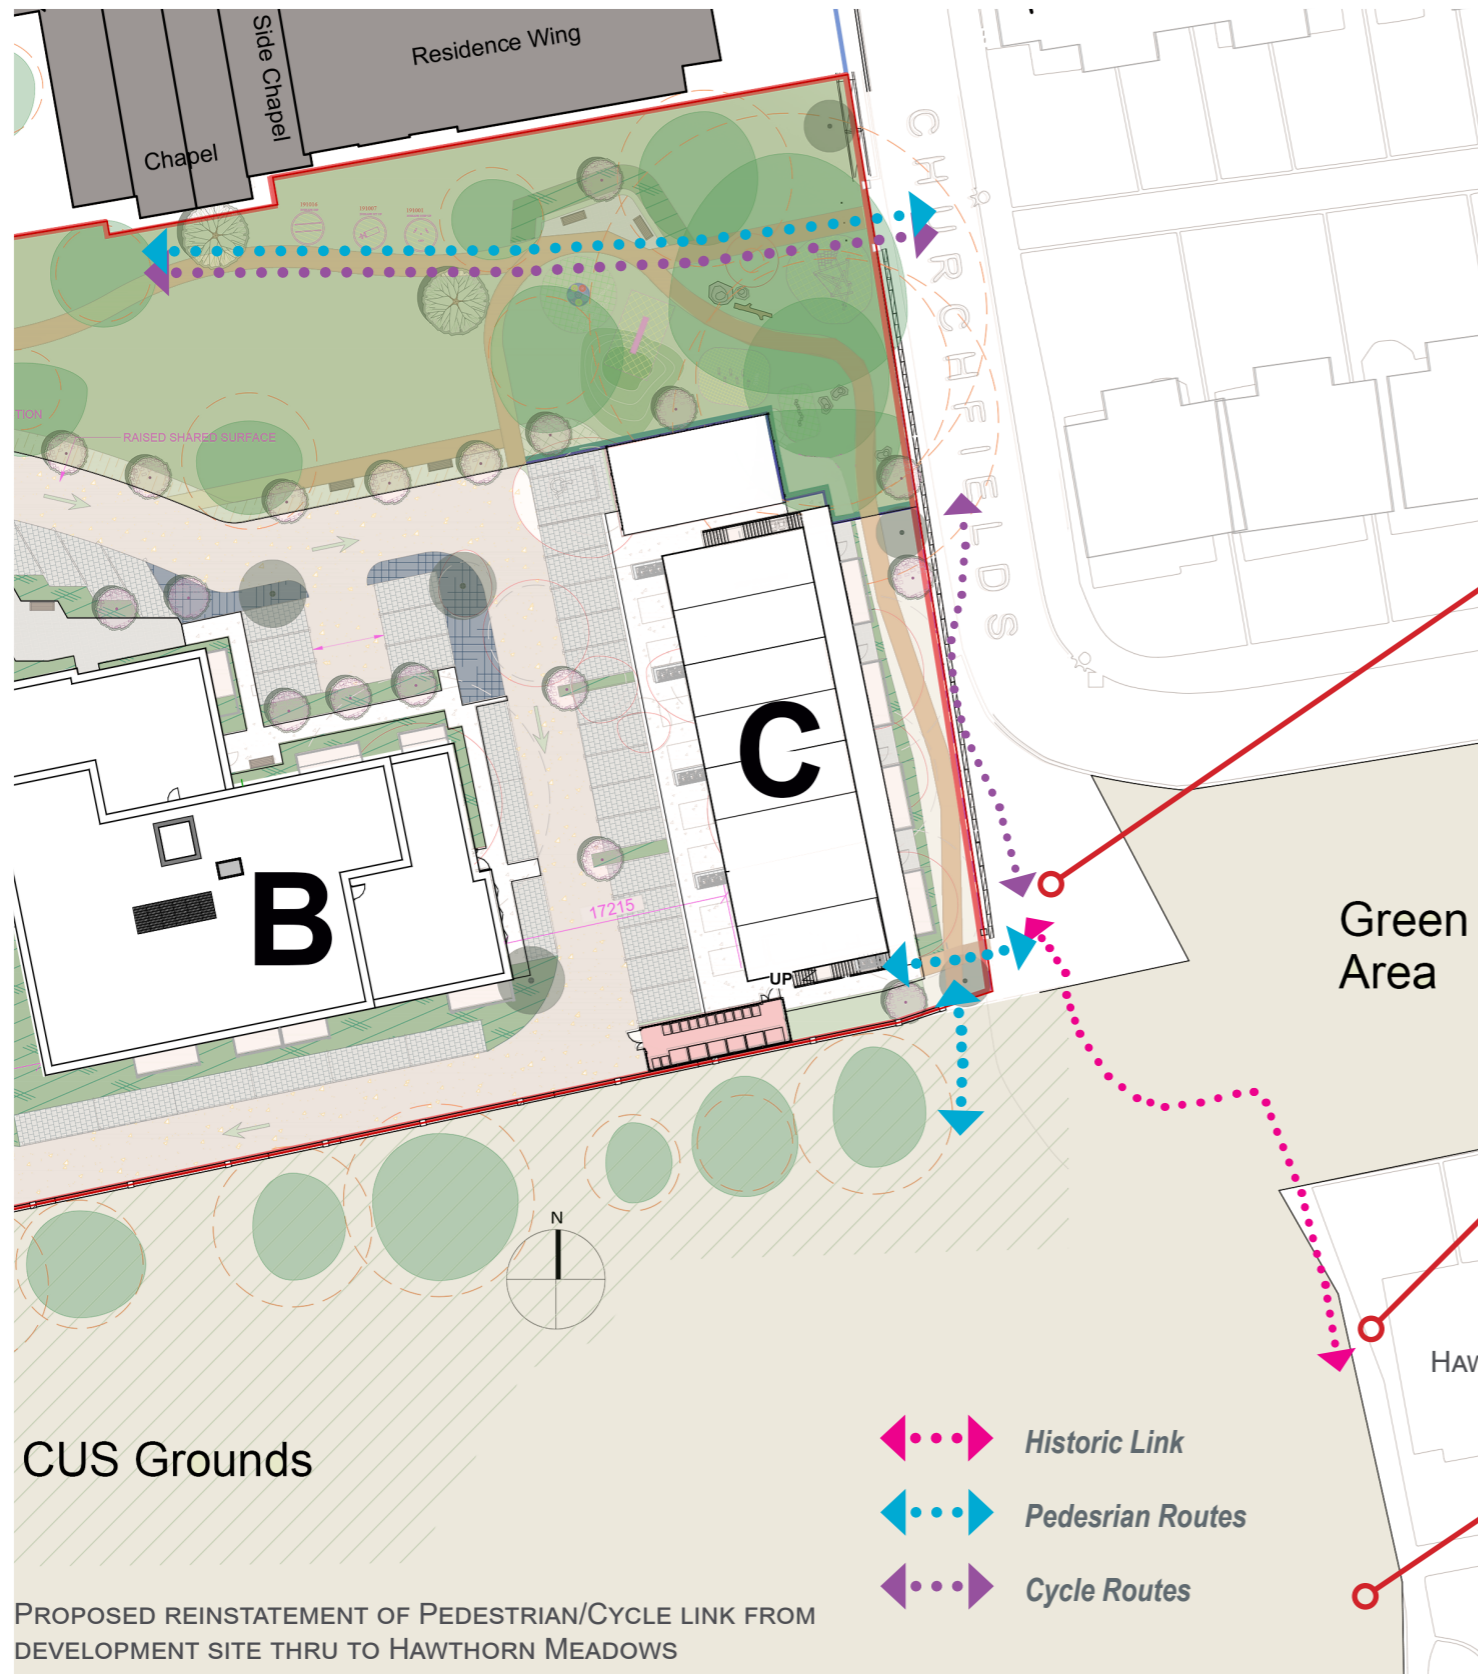 Side Chapel
Residence Wing
Chapel
CHURCHFIELDS
TION
RAISED SHARED SURFACE
C
B
17215
UP
Green
Area
N
HAW
CUS Grounds
Historic Link
Pedesrian Routes
Cycle Routes
PROPOSED REINSTATEMENT OF PEDESTRIAN/CYCLE LINK FROM
DEVELOPMENT SITE THRU TO HAWTHORN MEADOWS